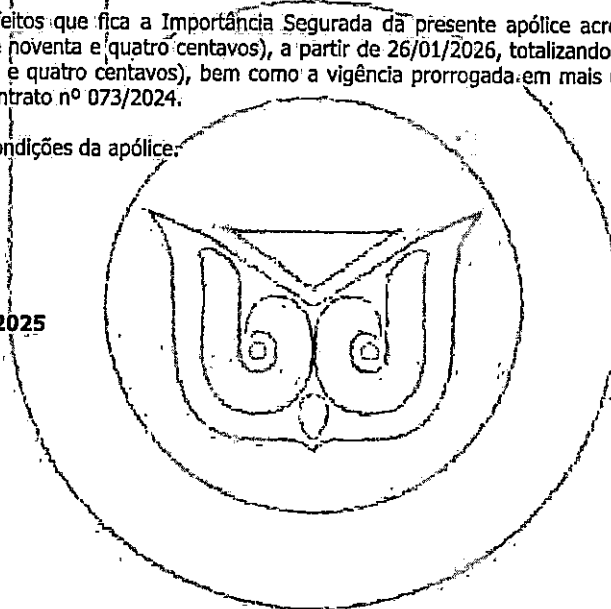 feitos que fica a Importância Segurada da presente apólice acre
noventa e quatro centavos), a partir de 26/01/2026, totalizando
e quatro centavos), bem como a vigência prorrogada em mais
ntrato nº 073/2024.
ondições da apólice.
2025